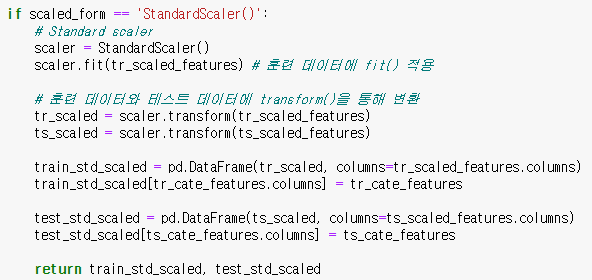 if scaled_form == 'StandardScaler()':
# Standard scaler
scaler = StandardScaler()
scaler.fit(tr_scaled_features) # 훈련 데이터에 fit() 적용
# 훈련 데이터와 테스트 데이터에 transform()을 통해 변환
tr_scaled = scaler.transform(tr_scaled_features)
ts_scaled = scaler.transform(ts_scaled_features)
train_std_scaled = pd.DataFrame(tr_scaled, columns=tr_scaled_features.columns)
train_std_scaled[tr_cate_features.columns] = tr_cate_features
test_std_scaled = pd.DataFrame(ts_scaled, columns=ts_scaled_features.columns)
test_std_scaled[ts_cate_features.columns] = ts_cate_features
return train_std_scaled, test_std_scaled